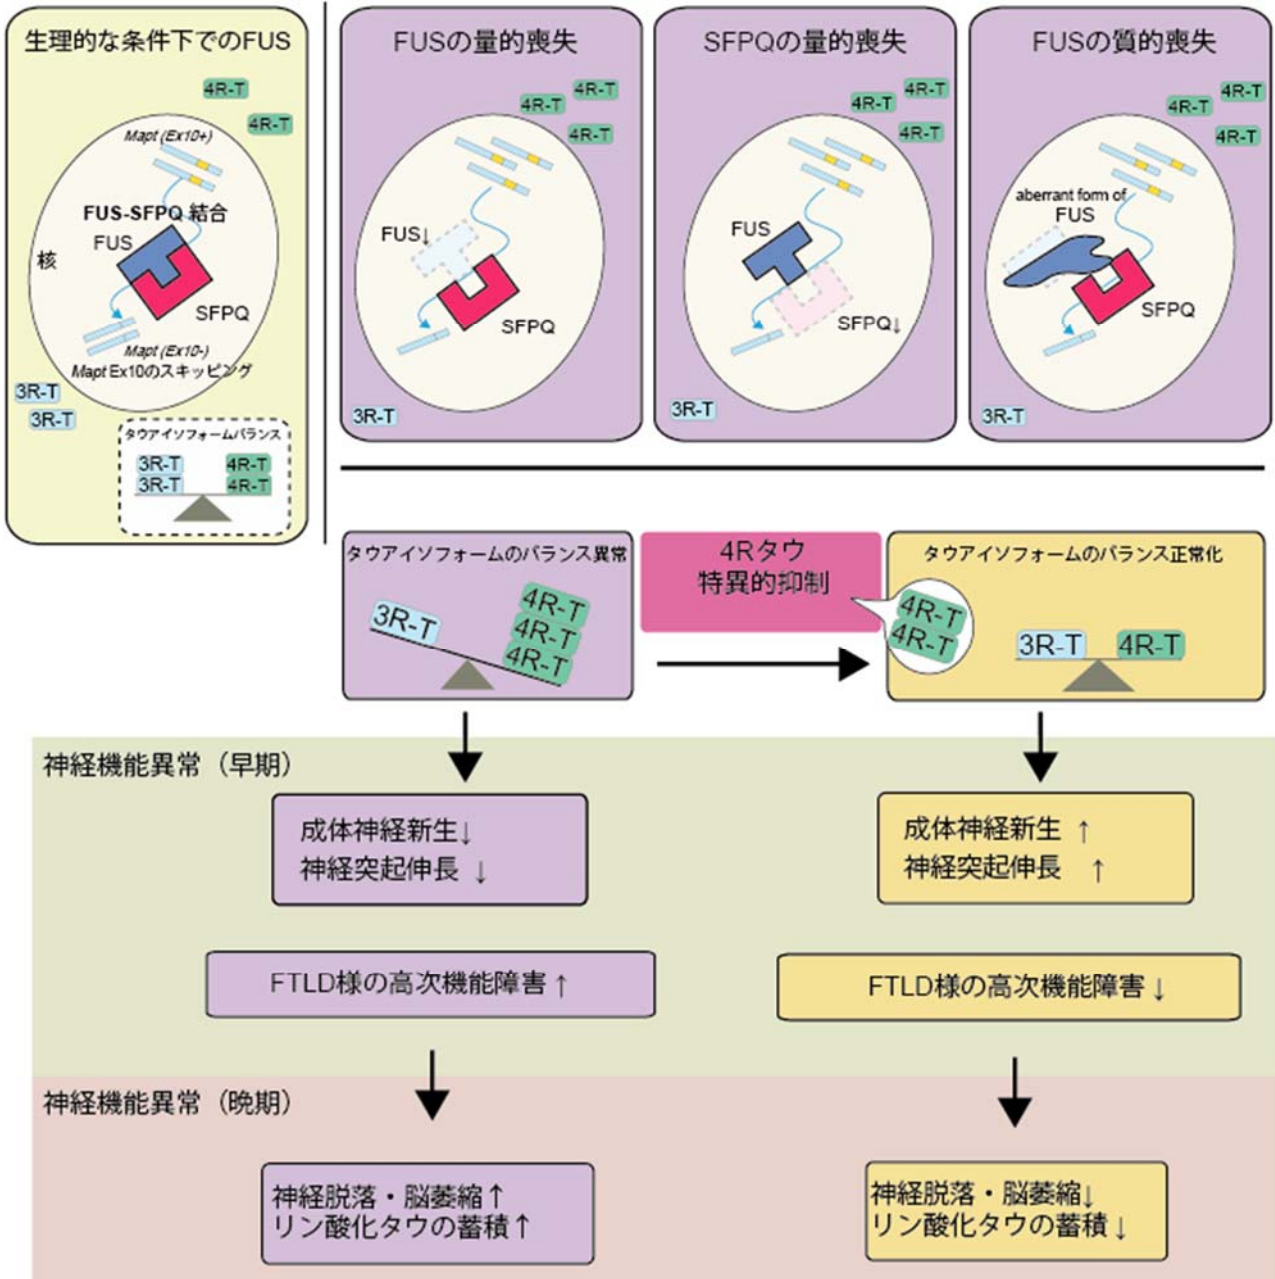 生理的な条件下でのFUS
4R-T
4R-T
Mapt (Ex10+)
FUS-SFPQ 結合
FUS
核
SFPQ
Mapt (Ex10-)
Mapt Ex10のスキッピング
3R-T
3R-T
タウアイソフォームバランス
3R-T 4R-T
3R-T 4R-T
FUSの量的喪失
4R-T
4R-T
4R-T
FUS↓
SFPQ
3R-T
SFPQの量的喪失
4R-T
4R-T
4R-T
FUS
SFPQ↓
3R-T
FUSの質的喪失
4R-T
4R-T
4R-T
aberrant form of
FUS
SFPQ
3R-T
タウアイソフォームのバランス異常
3R-T
4R-T
4R-T
4R-T
4Rタウ
特異的抑制
タウアイソフォームのバランス正常化
4R-T
4R-T
3R-T 4R-T
神経機能異常（早期）
成体神経新生↓
神経突起伸長 ↓
成体神経新生 ↑
神経突起伸長 ↑
FTLD様の高次機能障害 ↑
FTLD様の高次機能障害 ↓
神経機能異常（晩期）
神経脱落・脳萎縮↑
リン酸化タウの蓄積↑
神経脱落・脳萎縮↓
リン酸化タウの蓄積↓